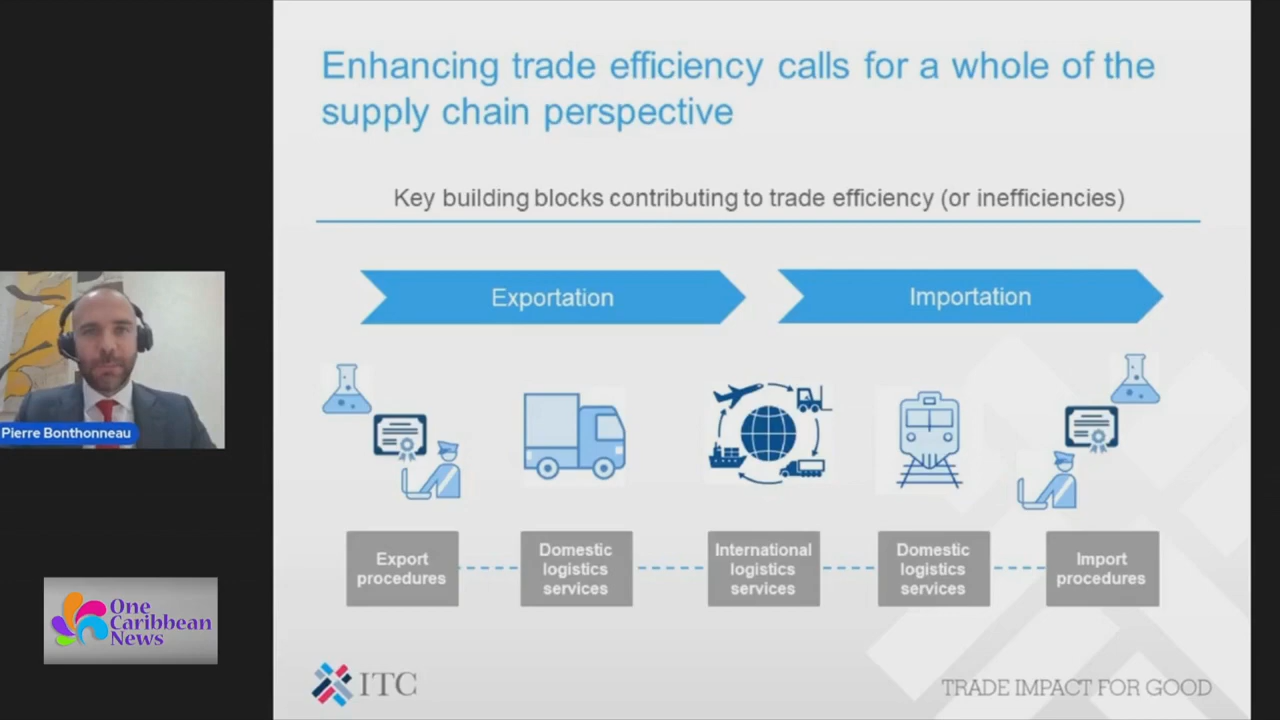 Enhancing trade efficiency calls for a whole of the
supply chain perspective
Key building blocks contributing to trade efficiency (or inefficiencies)
Exportation
Importation
Pierre Bonthonneau
Export
procedures
Domestic
logistics
services
International
logistics
services
Domestic
logistics
services
Import
procedures
One
Caribbean
News
ITC
TRADE IMPACT FOR GOOD